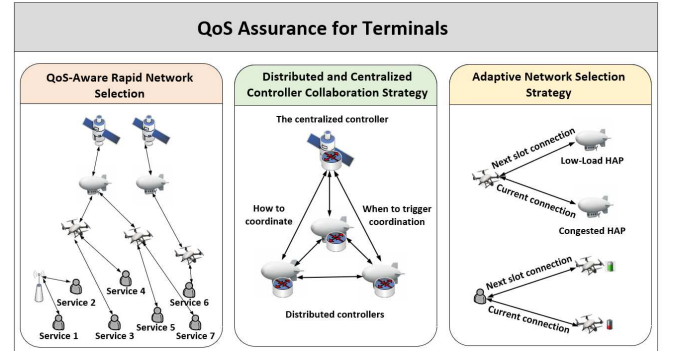 QoS Assurance for Terminals
QoS-Aware Rapid Network
Selection
Service 2
Service 4
Service 6
Service 1
Service 3
Service 5
Service 7
Distributed and Centralized
Controller Collaboration Strategy
The centralized controller
How to
coordinate
When to trigger
coordination
Distributed controllers
Adaptive Network Selection
Strategy
Next slot connection
Low-Load HAP
Current connection
Congested HAP
Next slot connection
Current connection